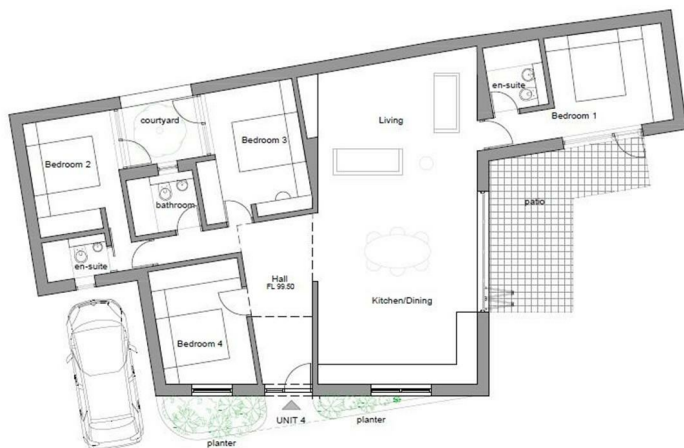 en-suite
Bedroom 1
courtyard
Living
Bedroom 3
Bedroom 2
bathroom
patio
en-suite
Hall
FL 99.50
Kitchen/Dining
Bedroom 4
UNIT 4
planter
planter